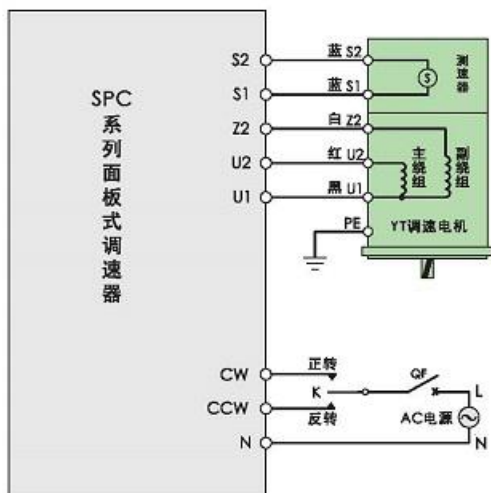 SPC
系列面板式调速器
S2
S1
Z2
U2
U1
CW
CCW
N
蓝 S2
蓝 S1
白 Z2
红 U2
黑 U1
PE
S
测速器
主绕组
副绕组
YT调速电机
正转
K
反转
QF
L
AC电源
N